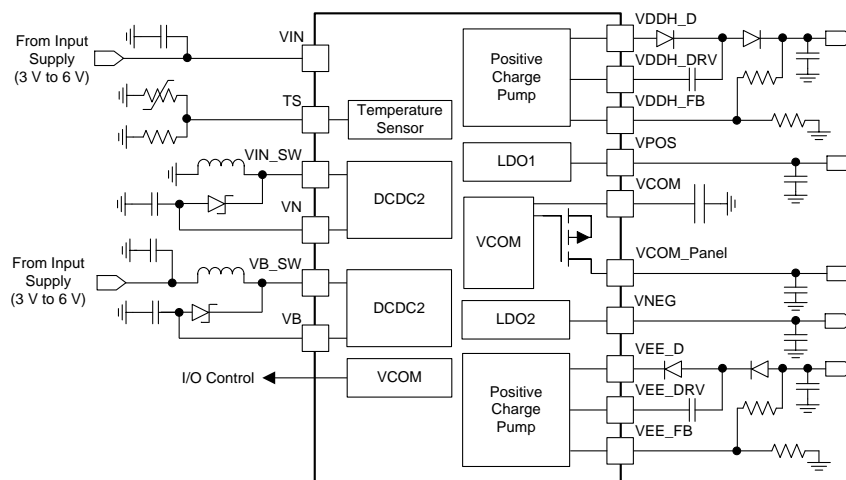 From Input
Supply
(3 V to 6 V)
VIN
TS
Temperature
Sensor
VIN_SW
VN
DCDC2
From Input
Supply
(3 V to 6 V)
VB_SW
VB
DCDC2
I/O Control
VCOM
Positive
Charge
Pump
VDDH_D
VDDH_DRV
VDDH_FB
LDO1
VPOS
VCOM
VCOM
VCOM_Panel
LDO2
VNEG
Positive
Charge
Pump
VEE_D
VEE_DRV
VEE_FB